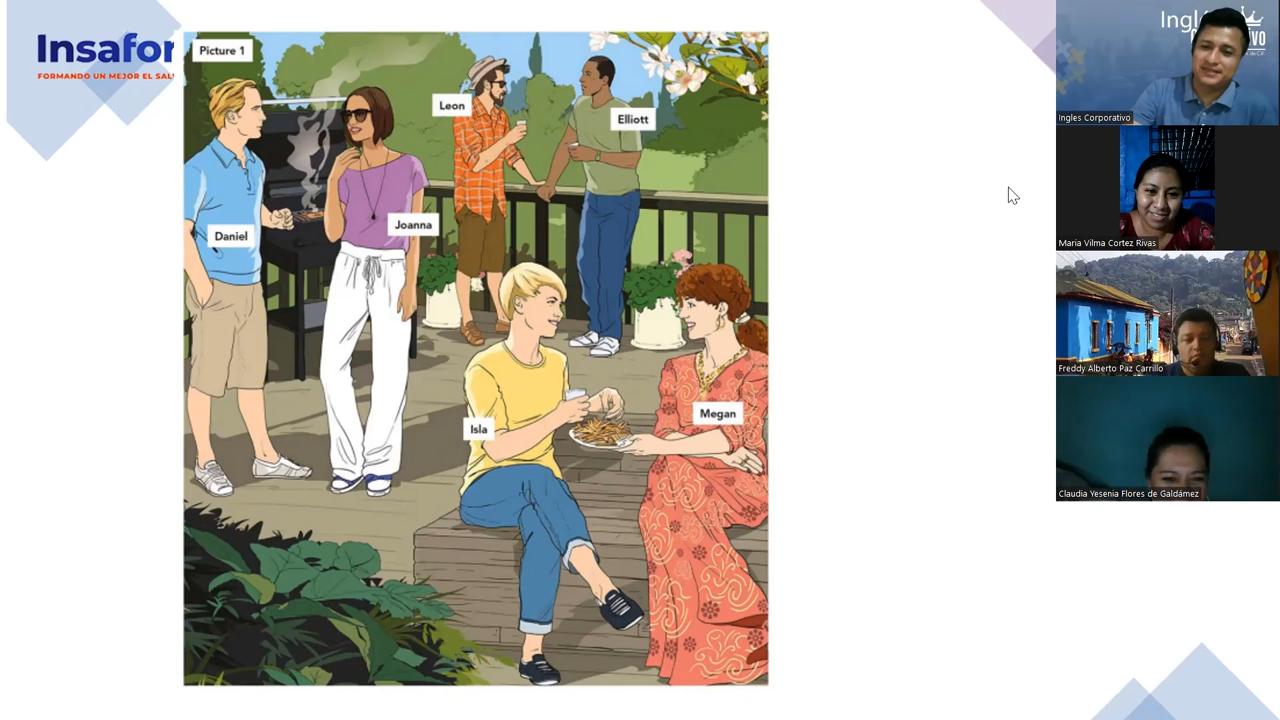 Insafor
FORMANDO UN MEJOR EL SAL
Picture 1
Leon
Elliott
Daniel
Joanna
Isla
Megan
Ingles Corporativo
Maria Vilma Cortez Rivas
Freddy Alberto Paz Carrillo
Claudia Yesenia Flores de Galdámez